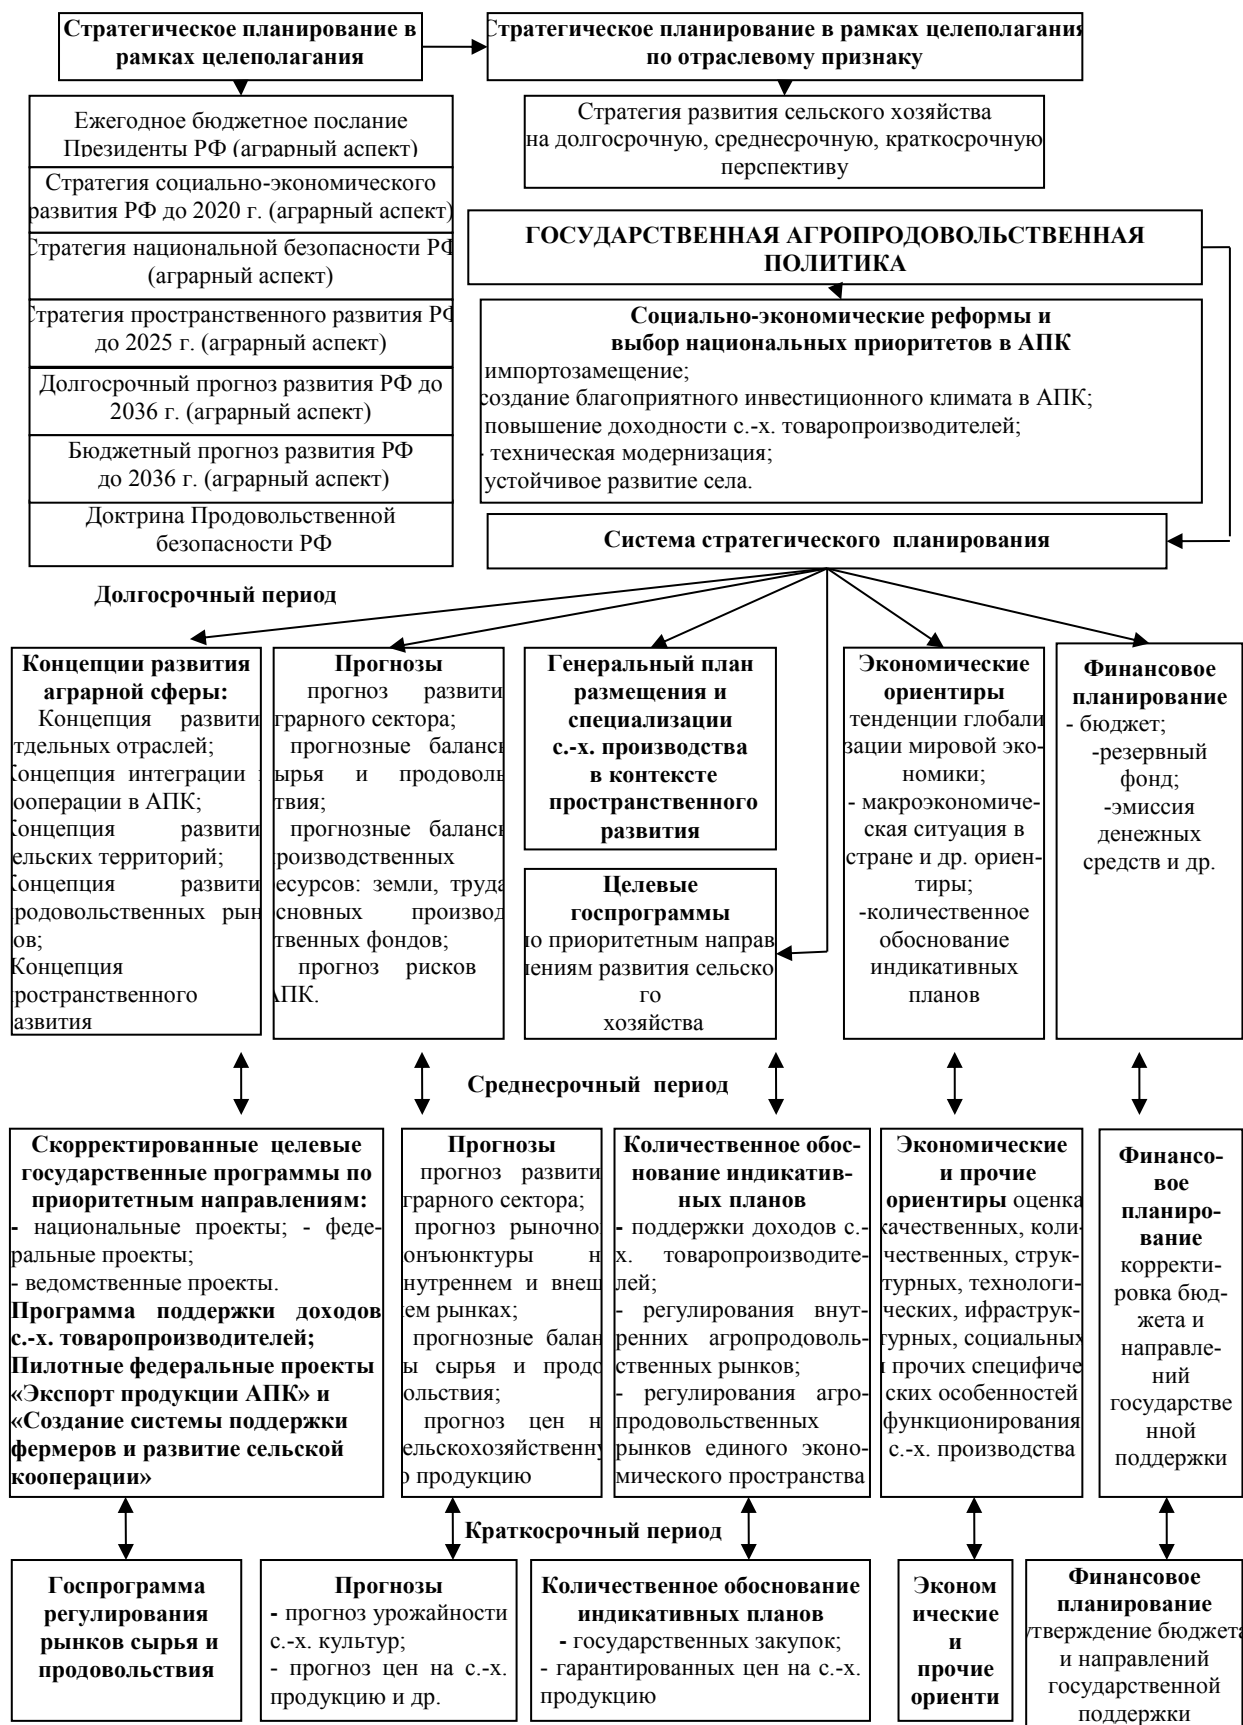 Стратегическое планирование в
рамках целеполагания
Стратегическое планирование в рамках целеполагания
по отраслевому признаку
Ежегодное бюджетное послание
Президенты РФ (аграрный аспект)
Стратегия социально-экономического
развития РФ до 2020 г. (аграрный аспект)
Стратегия национальной безопасности РФ
(аграрный аспект)
Стратегия пространственного развития РФ
до 2025 г. (аграрный аспект)
Долгосрочный прогноз развития РФ до
2036 г. (аграрный аспект)
Бюджетный прогноз развития РФ
до 2036 г. (аграрный аспект)
Доктрина Продовольственной
безопасности РФ
Стратегия развития сельского хозяйства
на долгосрочную, среднесрочную, краткосрочную
перспективу
ГОСУДАРСТВЕННАЯ АГРОПРОДОВОЛЬСТВЕННАЯ
ПОЛИТИКА
Социально-экономические реформы и
выбор национальных приоритетов в АПК
импортозамещение;
создание благоприятного инвестиционного климата в АПК;
повышение доходности с.-х. товаропроизводителей;
- техническая модернизация;
устойчивое развитие села.
Система стратегического планирования
Долгосрочный период
Концепции развития
аграрной сферы:
Концепция развити
тдельных отраслей;
Концепция интеграции
ооперации в АПК;
Концепция развити
ельских территорий;
Концепция развити
родовольственных рын
ов;
Концепция
ространственного
азвития
Прогнозы
прогноз развити
грарного сектора;
прогнозные баланс
ырья и продоволь
твия;
прогнозные баланс
роизводственных
есурсов: земли, труда
сновных производ
твенных фондов;
прогноз рисков
АПК.
Генеральный план
размещения и
специализации
с.-х. производства
в контексте
пространственного
развития
Целевые
госпрограммы
по приоритетным направ
лениям развития сельско
го
хозяйства
Экономические
ориентиры
тенденции глобали
зации мировой эко-
номики;
- макроэкономиче-
ская ситуация в
стране и др. ориен-
тиры;
-количественное
обоснование
индикативных
планов
Финансовое
планирование
- бюджет;
-резервный
фонд;
-эмиссия
денежных
средств и др.
Среднесрочный период
Скорректированные целевые
государственные программы по
приоритетным направлениям:
- национальные проекты; - феде-
ральные проекты;
- ведомственные проекты.
Программа поддержки доходов
с.-х. товаропроизводителей;
Пилотные федеральные проекты
«Экспорт продукции АПК» и
«Создание системы поддержки
фермеров и развитие сельской
кооперации»
Прогнозы
прогноз развити
грарного сектора;
прогноз рыночно
онъюнктуры н
нутреннем и внеш
ем рынках;
прогнозные балан
ы сырья и продо
ольствия;
прогноз цен н
ельскохозяйственну
ю продукцию
Количественное обос-
нование индикатив-
ных планов
- поддержки доходов с.-
х. товаропроизводите-
лей;
- регулирования внут-
ренних агропродоволь-
ственных рынков;
- регулирования агро-
продовольственных
рынков единого эконо-
мического пространства
Экономические
и прочие
ориентиры оценка
качественных, коли-
чественных, струк-
турных, технологи-
ческих, ифраструк-
турных, социальных
и прочих специфиче
ских особенностей
функционирования
с.-х. производства
Финансо-
вое
планиро-
вание
корректи-
ровка бюд-
жета и
направле-
ний
государстве
нной
поддержки
Краткосрочный период
Госпрограмма
регулирования
рынков сырья и
продовольствия
Прогнозы
- прогноз урожайности
с.-х. культур;
- прогноз цен на с.-х.
продукцию и др.
Количественное обоснование
индикативных планов
- государственных закупок;
- гарантированных цен на с.-х.
продукцию
Эконом
ические
и
прочие
ориенти
Финансовое
планирование
утверждение бюджета
и направлений
государственной
поддержки